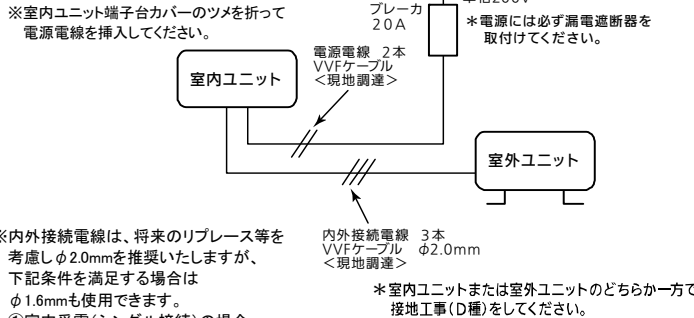 ※室内ユニット端子台カバーのツメを折って
電源電線を挿入してください。
ブレーカ
20A
*電源には必ず漏電遮断器を
取付けてください。
電源電線 2本
VVFケーブル
<現地調達>
室内ユニット
室外ユニット
※内外接続電線は、将来のリプレース等を
考慮しφ2.0mmを推奨いたしますが、
下記条件を満足する場合は
φ1.6mmも使用できます。
内外接続電線 3本
VVFケーブル φ2.0mm
<現地調達>
*室内ユニットまたは室外ユニットのどちらか一方で
接地工事(D種)をしてください。